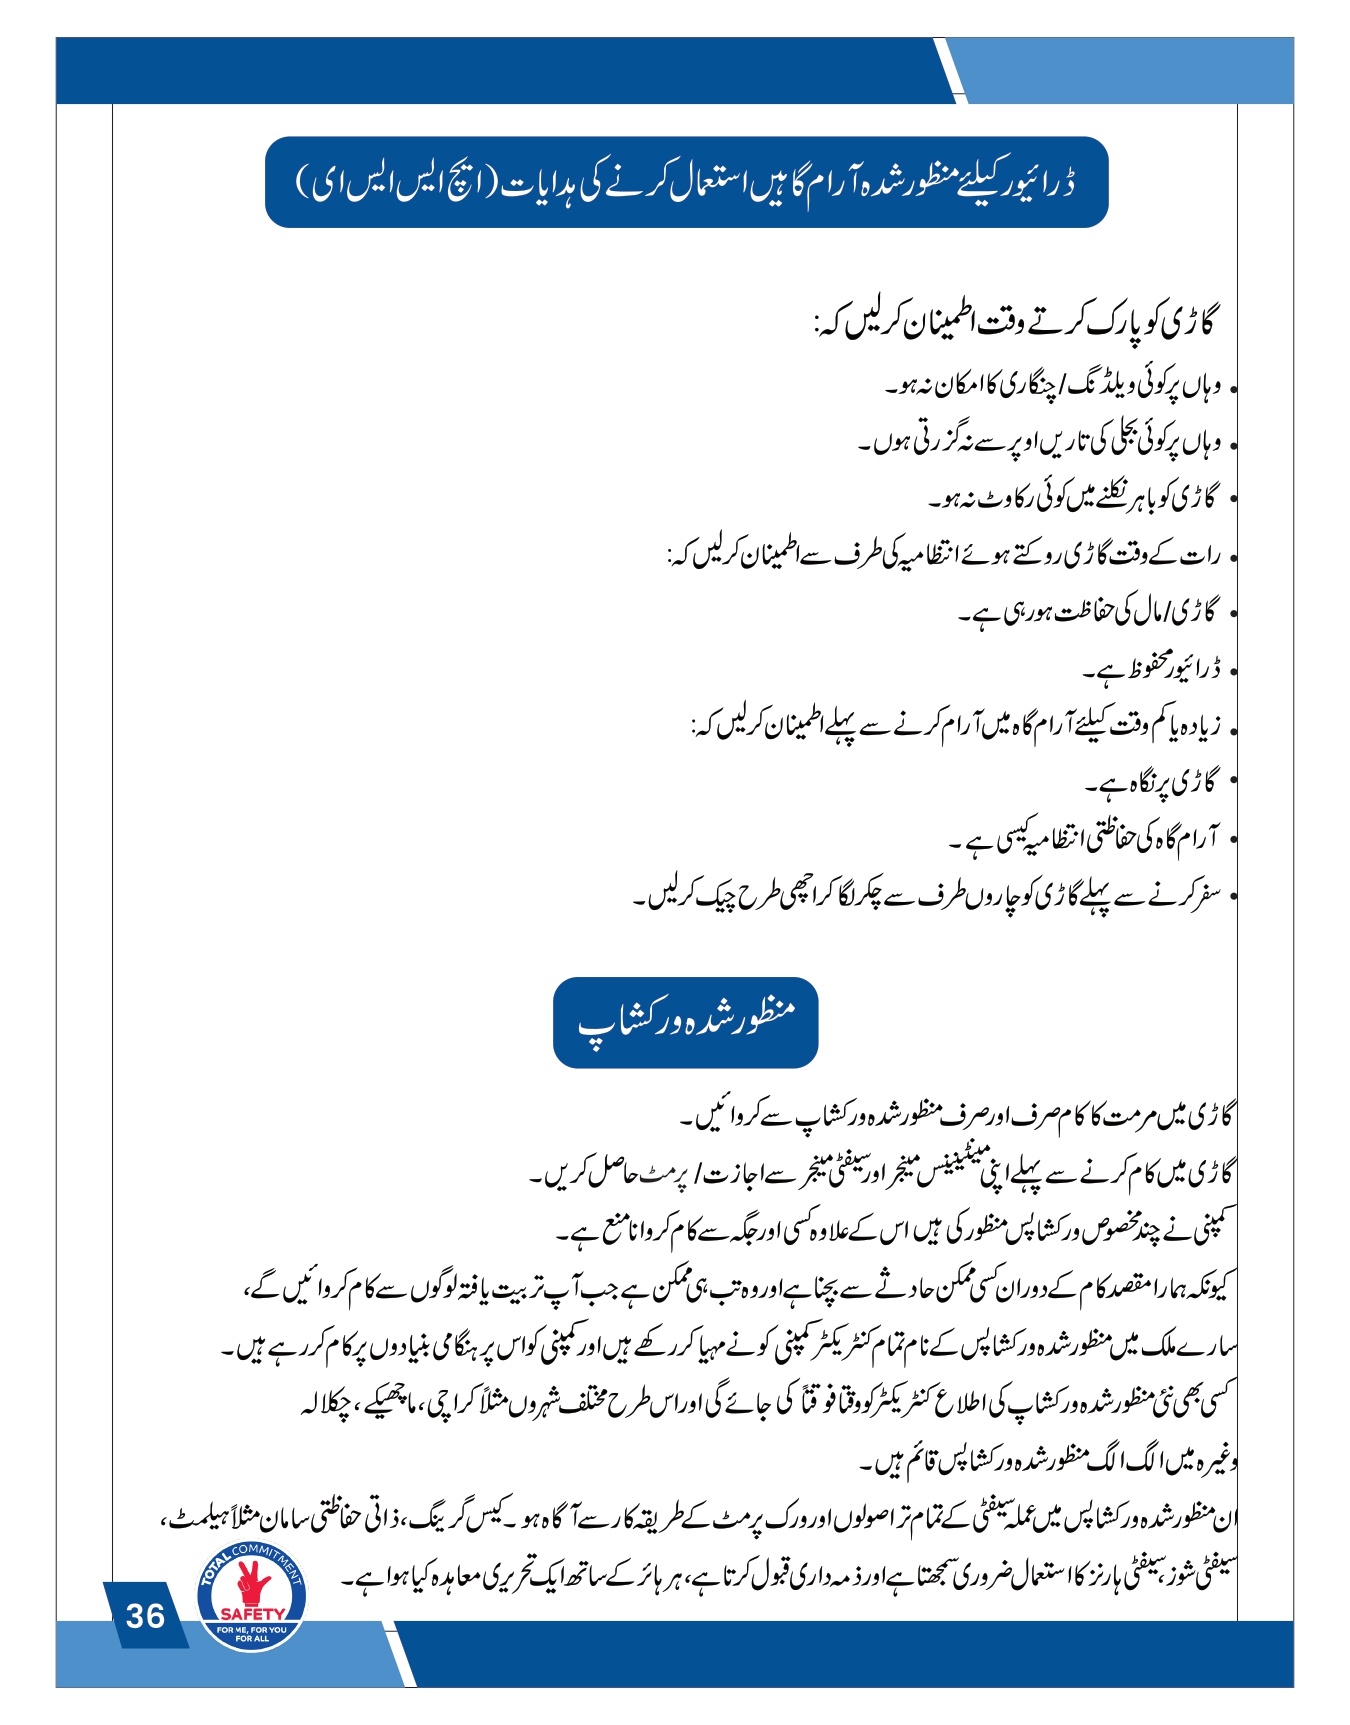 ڈرائیور کیلئے منظور شدہ آرام گاہیں استعمال کرنے کی ہدایات (ایچ ایس ایس ای)
گاڑی کو پارک کرتے وقت اطمینان کر لیں کہ:
• وہاں پر کوئی ویلڈنگ/چنگاری کا امکان نہ ہو۔
• وہاں پر کوئی بجلی کی تاریں اوپر سے نہ گزرتی ہوں۔
• گاڑی کو باہر نکلنے میں کوئی رکاوٹ نہ ہو۔
• رات کے وقت گاڑی روکتے ہوئے انتظامیہ کی طرف سے اطمینان کر لیں کہ:
• گاڑی/مال کی حفاظت ہو رہی ہے۔
• ڈرائیور محفوظ ہے۔
• زیادہ یا کم وقت کیلئے آرام گاہ میں آرام کرنے سے پہلے اطمینان کر لیں کہ:
• گاڑی پر نگاہ ہے۔
• آرام گاہ کی حفاظتی انتظامیہ کیسی ہے۔
• سفر کرنے سے پہلے گاڑی کو چاروں طرف سے چکر لگا کر اچھی طرح چیک کر لیں۔
منظور شدہ ورکشاپ
گاڑی میں مرمت کا کام صرف اور صرف منظور شدہ ورکشاپ سے کروائیں۔
گاڑی میں کام کرنے سے پہلے اپنی مینٹیننس مینجر اور سیفٹی مینجر سے اجازت/ پرمٹ حاصل کریں۔
کمپنی نے چند مخصوص ورکشاپس منظور کی ہیں اس کے علاوہ کسی اور جگہ سے کام کروانا منع ہے۔
کیونکہ ہمارا مقصد کام کے دوران کسی ممکن حادثے سے بچنا ہے اور وہ تب ہی ممکن ہے جب آپ تربیت یافتہ لوگوں سے کام کروائیں گے،
سارے ملک میں منظور شدہ ورکشاپس کے نام تمام کنٹریکٹر کمپنی کو نے مہیا کر رکھے ہیں اور کمپنی کو اس پر ہنگامی بنیادوں پر کام کر رہے ہیں۔
کسی بھی نئی منظور شدہ ورکشاپ کی اطلاع کنٹریکٹر کو وقتا فوقتاً کی جائے گی اور اس طرح مختلف شہروں مثلاً کراچی، ماچھیکے، چکلالہ
وغیرہ میں الگ الگ منظور شدہ ورکشاپس قائم ہیں۔
ان منظور شدہ ورکشاپس میں عملہ سیفٹی کے تمام تر اصولوں اور ورک پرمٹ کے طریقہ کار سے آگاہ ہو۔ کیس گرینگ، ذاتی حفاظتی سامان مثلاً ہیلمٹ،
سیفٹی شوز، سیفٹی ہارنز کا استعمال ضروری سمجھتا ہے اور ذمہ داری قبول کرتا ہے، ہر ہائر کے ساتھ ایک تحریری معاہدہ کیا ہوا ہے۔
TOTAL COMMITMENT
SAFETY
FOR ME, FOR YOU
FOR ALL
36